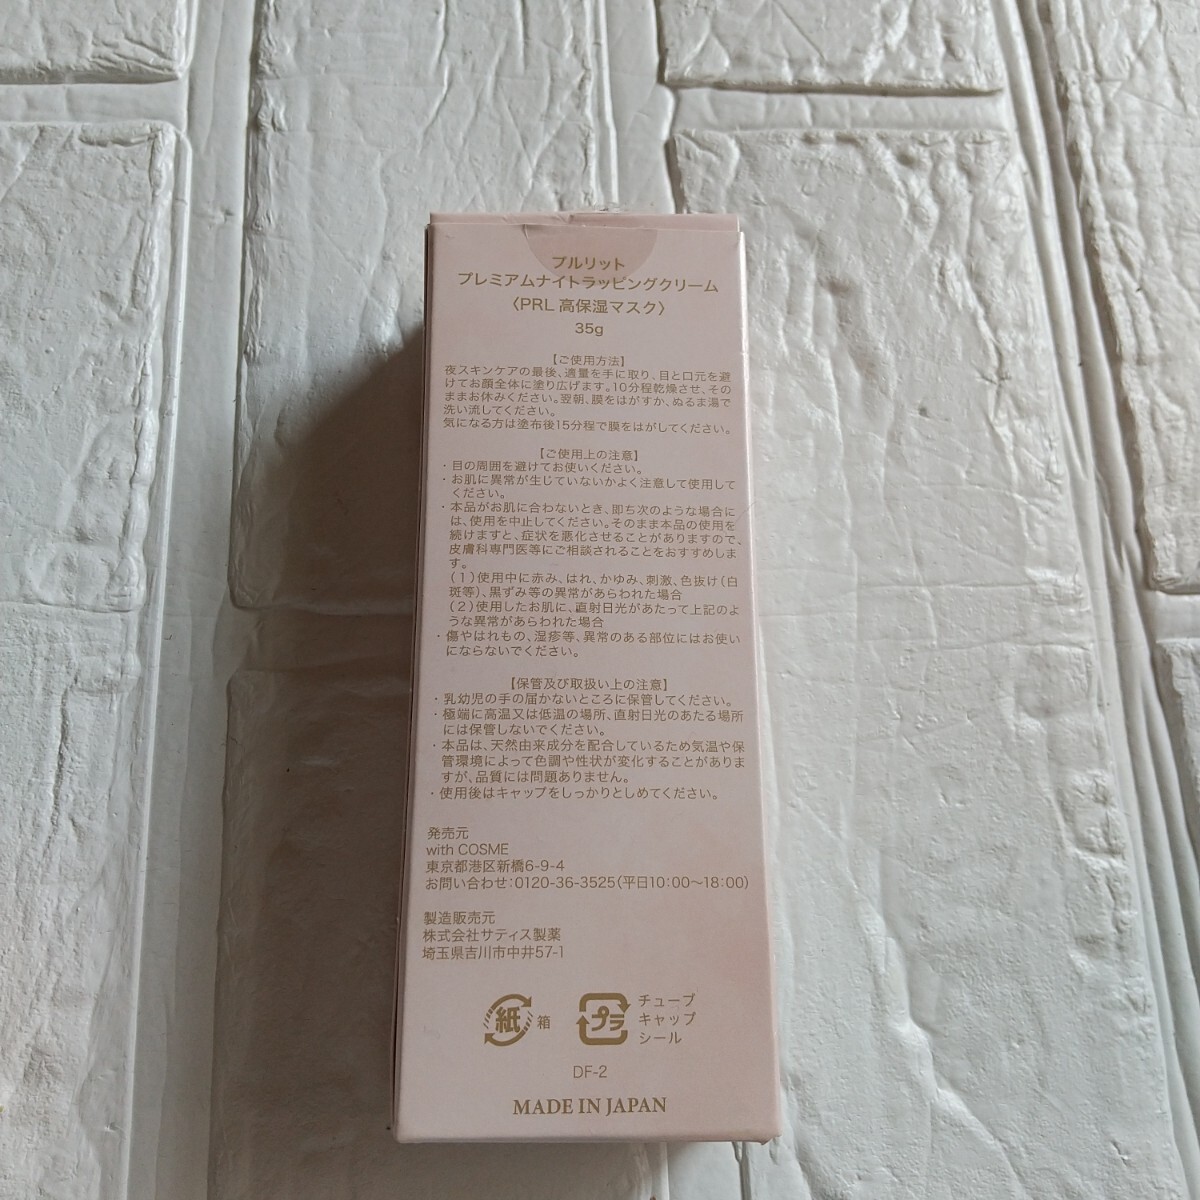 プルリット
プレミアムナイトラッピングクリーム
〈PRL 高保湿マスク〉
35g
【ご使用方法】
夜スキンケアの最後、適量を手に取り、目と口元を避
けてお顔全体に塗り広げます。10分程乾燥させ、その
ままお休みください。翌朝、膜をはがすか、ぬるま湯で
洗い流してください。
気になる方は塗布後15分程で膜をはがしてください。
【ご使用上の注意】
・目の周囲を避けてお使いください。
・お肌に異常が生じていないかよく注意して使用して
ください。
・本品がお肌に合わないとき、即ち次のような場合に
は、使用を中止してください。そのまま本品の使用を
続けますと、症状を悪化させることがありますので、
皮膚科専門医等にご相談されることをおすすめしま
す。
(1)使用中に赤み、はれ、かゆみ、刺激、色抜け(白
斑等)、黒ずみ等の異常があらわれた場合
(2)使用したお肌に、直射日光があたって上記のよ
うな異常があらわれた場合
・傷やはれもの、湿疹等、異常のある部位にはお使い
にならないでください。
【保管及び取扱い上の注意】
・乳幼児の手の届かないところに保管してください。
・極端に高温又は低温の場所、直射日光のあたる場所
には保管しないでください。
・本品は、天然由来成分を配合しているため気温や保
管環境によって色調や性状が変化することがありま
すが、品質には問題ありません。
・使用後はキャップをしっかりとしめてください。
発売元
with COSME
東京都港区新橋6-9-4
お問い合わせ:0120-36-3525(平日10:00〜18:00)
製造販売元
株式会社サティス製薬
埼玉県吉川市中井57-1
紙 箱
プラ チューブ
キャップ
シール
DF-2
MADE IN JAPAN